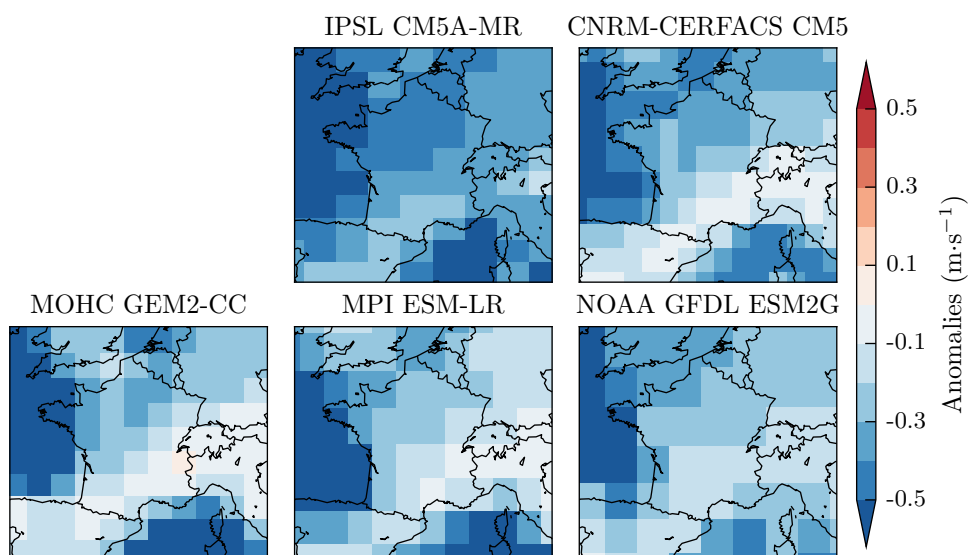 IPSL CM5A-MR
CNRM-CERFACS CM5
MOHC GEM2-CC
MPI ESM-LR
NOAA GFDL ESM2G
0.5
0.3
0.1
-0.1
-0.3
-0.5
Anomalies (m·s⁻¹)